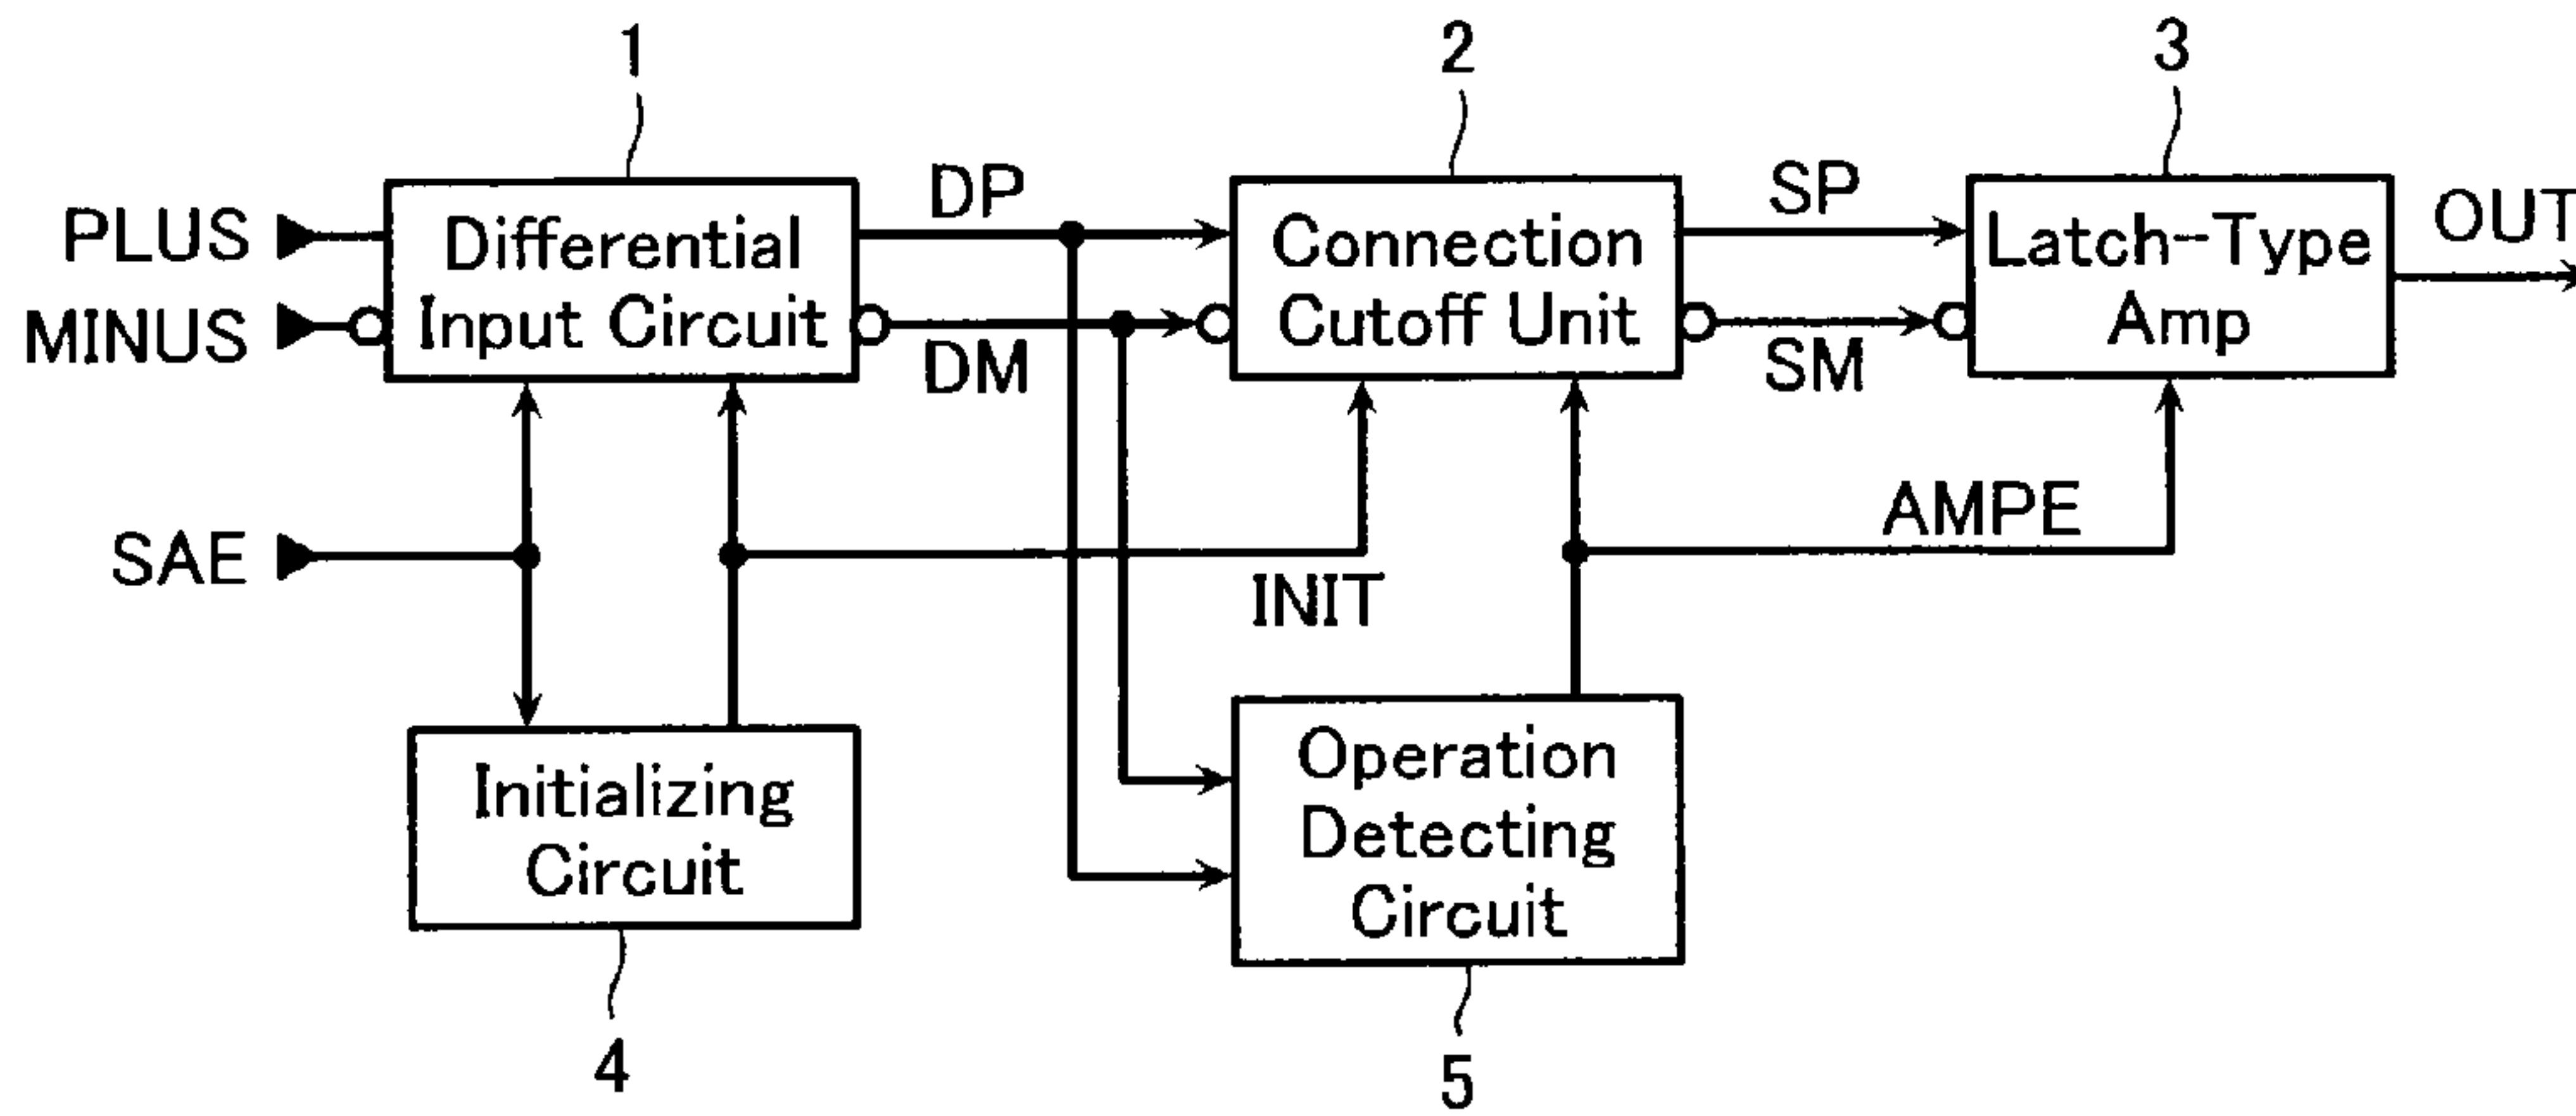 1
2
3
PLUS
MINUS
SAE
Differential
Input Circuit
DP
DM
Connection
Cutoff Unit
SP
SM
Latch-Type
Amp
OUT
INIT
AMPE
Initializing
Circuit
Operation
Detecting
Circuit
4
5